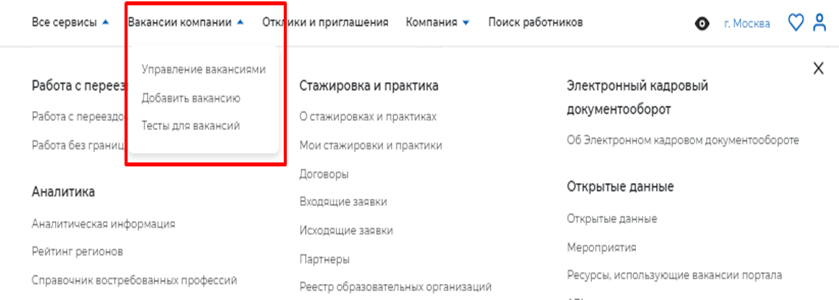 Все сервисы Вакансии компании Отклики и приглашения Компания Поиск работников г. Москва
Управление вакансиями
Добавить вакансию
Тесты для вакансий
Работа с перее
Работа с переездо
Работа без границ
Аналитика
Аналитическая информация
Рейтинг регионов
Справочник востребованных профессий
Стажировка и практика
О стажировках и практиках
Мои стажировки и практики
Договоры
Входящие заявки
Исходящие заявки
Партнеры
Реестр образовательных организаций
Электронный кадровый
документооборот
Об Электронном кадровом документообороте
Открытые данные
Открытые данные
Мероприятия
Ресурсы, использующие вакансии портала